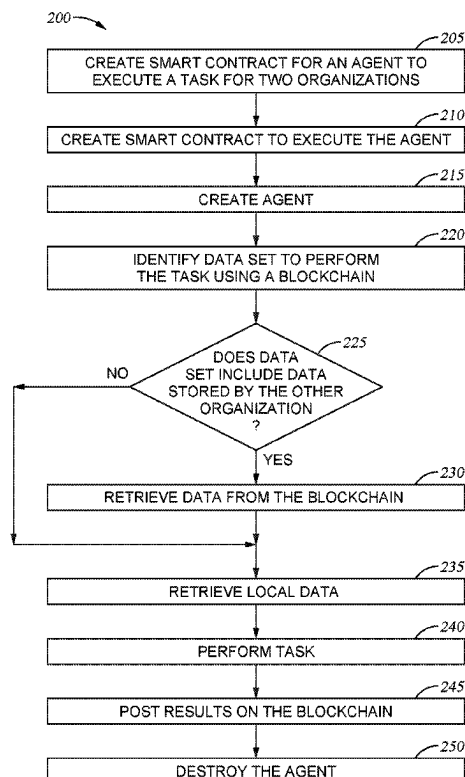 200
205
CREATE SMART CONTRACT FOR AN AGENT TO
EXECUTE A TASK FOR TWO ORGANIZATIONS
210
CREATE SMART CONTRACT TO EXECUTE THE AGENT
215
CREATE AGENT
220
IDENTIFY DATA SET TO PERFORM
THE TASK USING A BLOCKCHAIN
225
DOES DATA
SET INCLUDE DATA
STORED BY THE OTHER
ORGANIZATION
?
NO
YES
230
RETRIEVE DATA FROM THE BLOCKCHAIN
235
RETRIEVE LOCAL DATA
240
PERFORM TASK
245
POST RESULTS ON THE BLOCKCHAIN
250
DESTROY THE AGENT